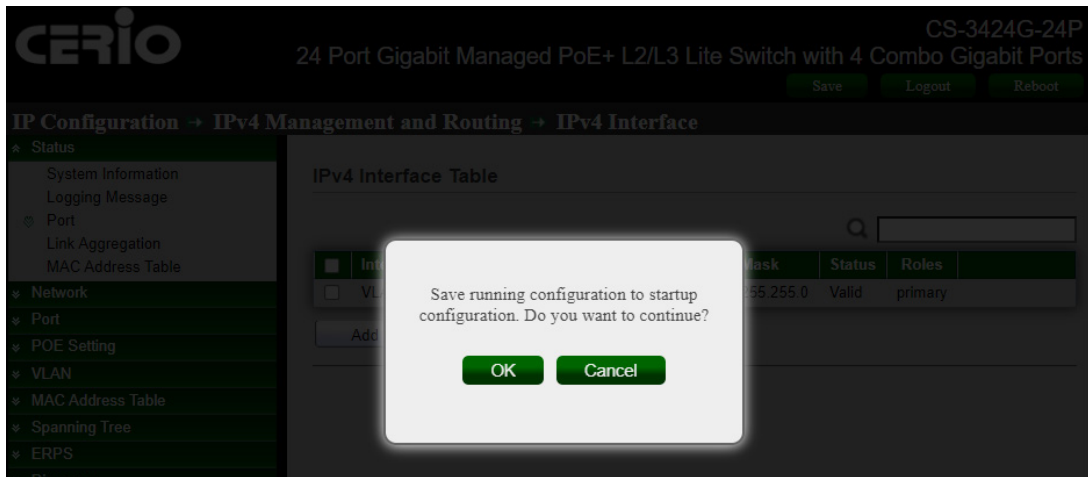 CERIO
CS-3424G-24P
24 Port Gigabit Managed PoE+ L2/L3 Lite Switch with 4 Combo Gigabit Ports
Save Logout Reboot
IP Configuration → IPv4 Management and Routing → IPv4 Interface
Status
System Information
Logging Message
Port
Link Aggregation
MAC Address Table
Network
Port
POE Setting
VLAN
MAC Address Table
Spanning Tree
ERPS
IPv4 Interface Table
Mask Status Roles
255.0 Valid primary
Add
Save running configuration to startup
configuration. Do you want to continue?
OK Cancel